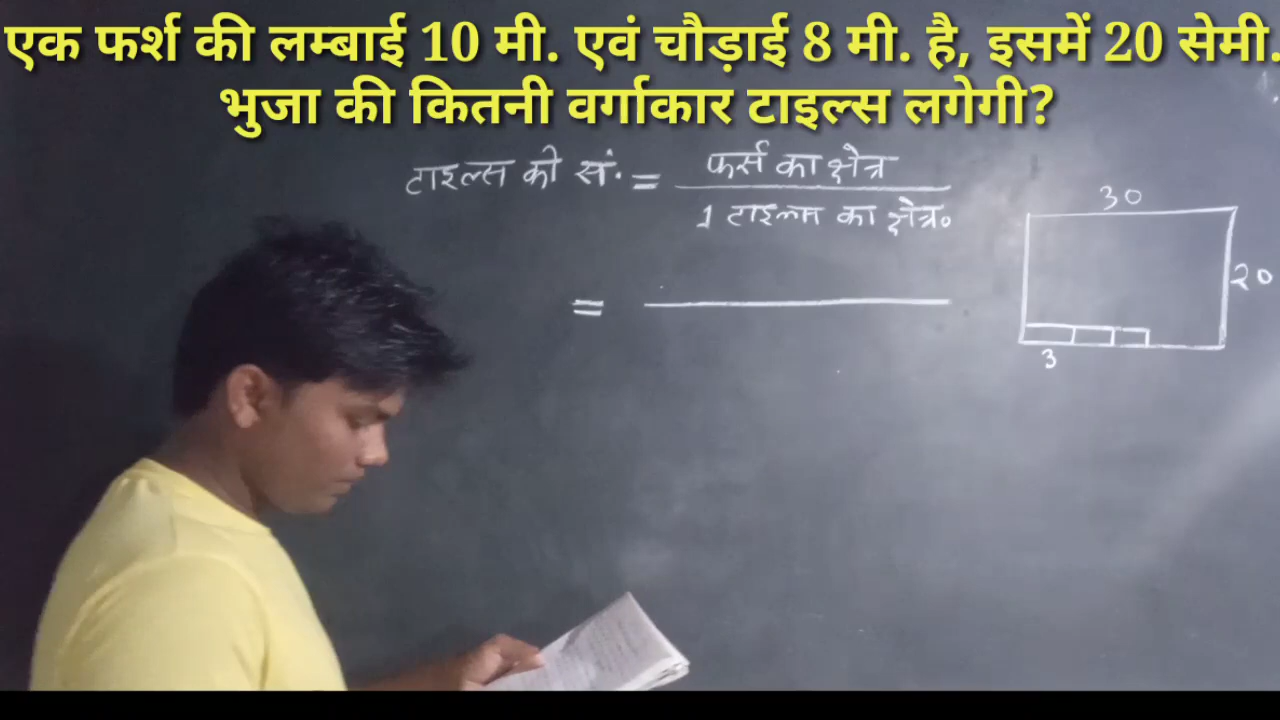 एक फर्श की लम्बाई 10 मी. एवं चौड़ाई 8 मी. है, इसमें 20 सेमी.
भुजा की कितनी वर्गाकार टाइल्स लगेगी?
टाइल्स की सं. = फर्स का क्षेत्र
1 टाइल्स का क्षेत्र०
=
30
20
3